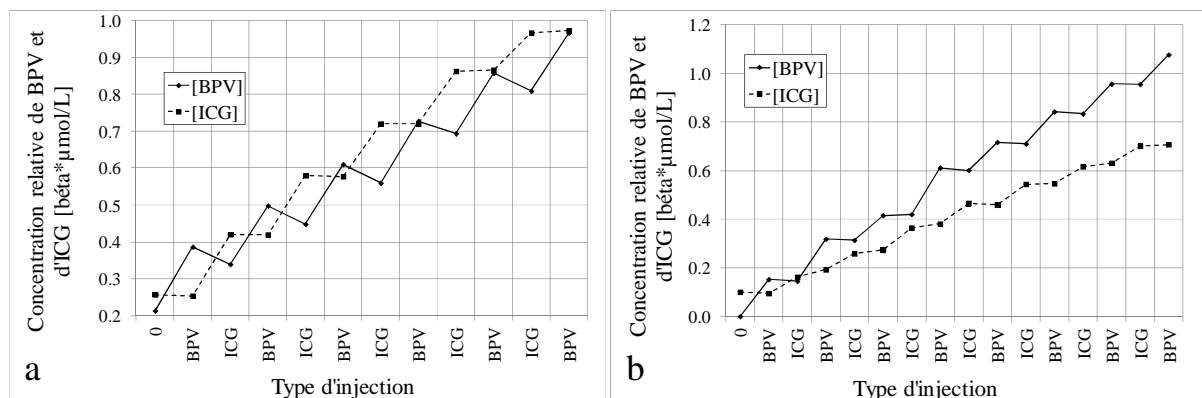 Concentration relative de BPV et
d'ICG [béta*µmol/L]
1.0
0.9
0.8
0.7
0.6
0.5
0.4
0.3
0.2
[BPV]
[ICG]
0
BPV
ICG
BPV
ICG
BPV
ICG
BPV
ICG
BPV
ICG
BPV
Type d'injection
a
Concentration relative de BPV et
d'ICG [béta*µmol/L]
1.2
1.0
0.8
0.6
0.4
0.2
0.0
[BPV]
[ICG]
0
BPV
ICG
BPV
ICG
BPV
ICG
BPV
ICG
BPV
ICG
BPV
ICG
BPV
ICG
BPV
Type d'injection
b